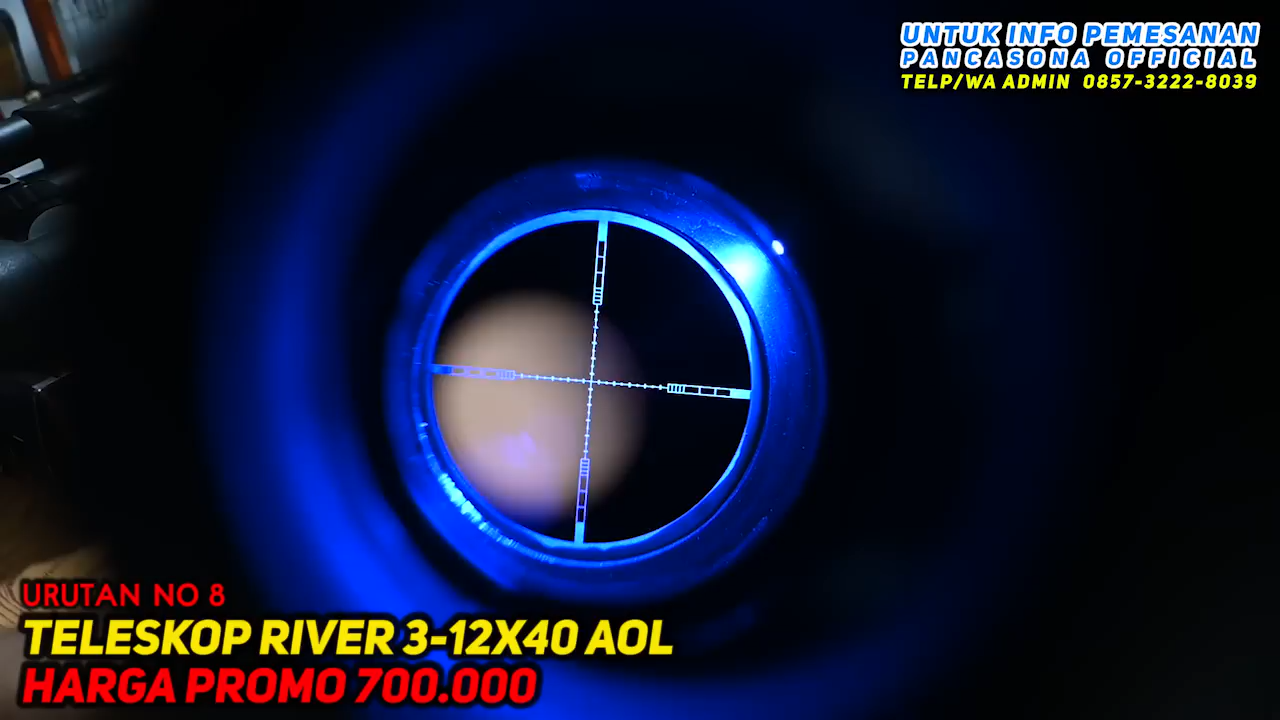 UNTUK INFO PEMESANAN
PANCASONA OFFICIAL
TELP/WA ADMIN 0857-3222-8039
URUTAN NO 8
TELESKOP RIVER 3-12X40 AOL
HARGA PROMO 700.000